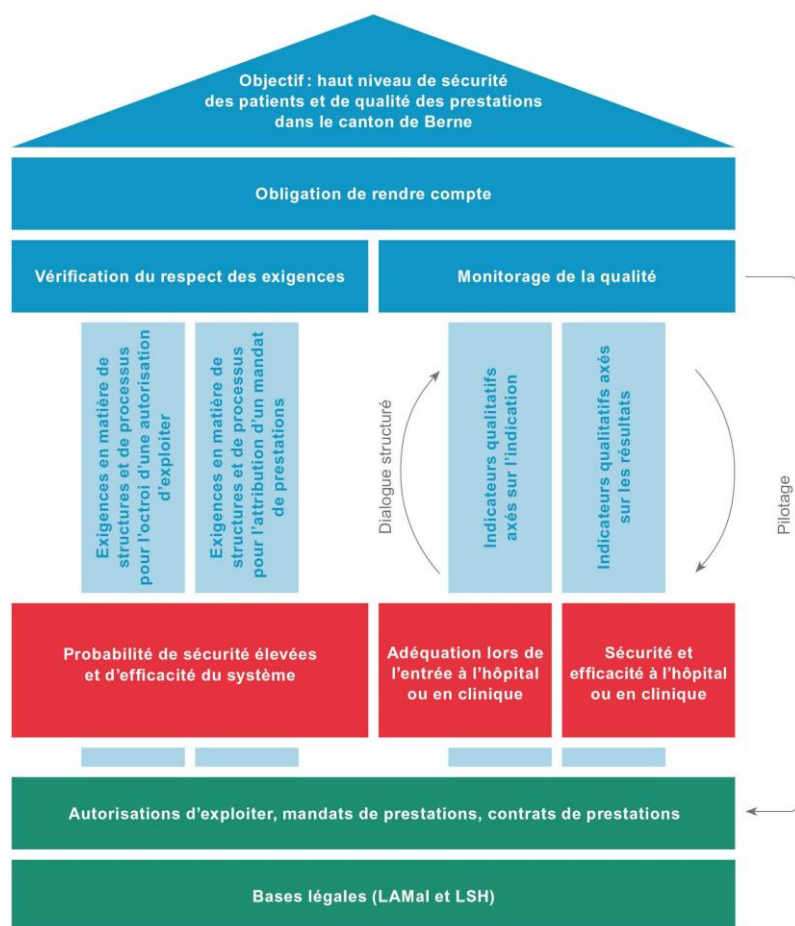 Objectif : haut niveau de sécurité
des patients et de qualité des prestations
dans le canton de Berne
Obligation de rendre compte
Vérification du respect des exigences
Monitorage de la qualité
Exigences en matière de
structures et de processus
pour l'octroi d'une autorisation
d'exploiter
Exigences en matière de
structures et de processus
pour l'attribution d'un mandat
de prestations
Dialogue structuré
Indicateurs qualitatifs
axés sur l'indication
Indicateurs qualitatifs axés
sur les résultats
Pilotage
Probabilité de sécurité élevées
et d'efficacité du système
Adéquation lors de
l'entrée à l'hôpital
ou en clinique
Sécurité et
efficacité à l'hôpital
ou en clinique
Autorisations d'exploiter, mandats de prestations, contrats de prestations
Bases légales (LAMal et LSH)